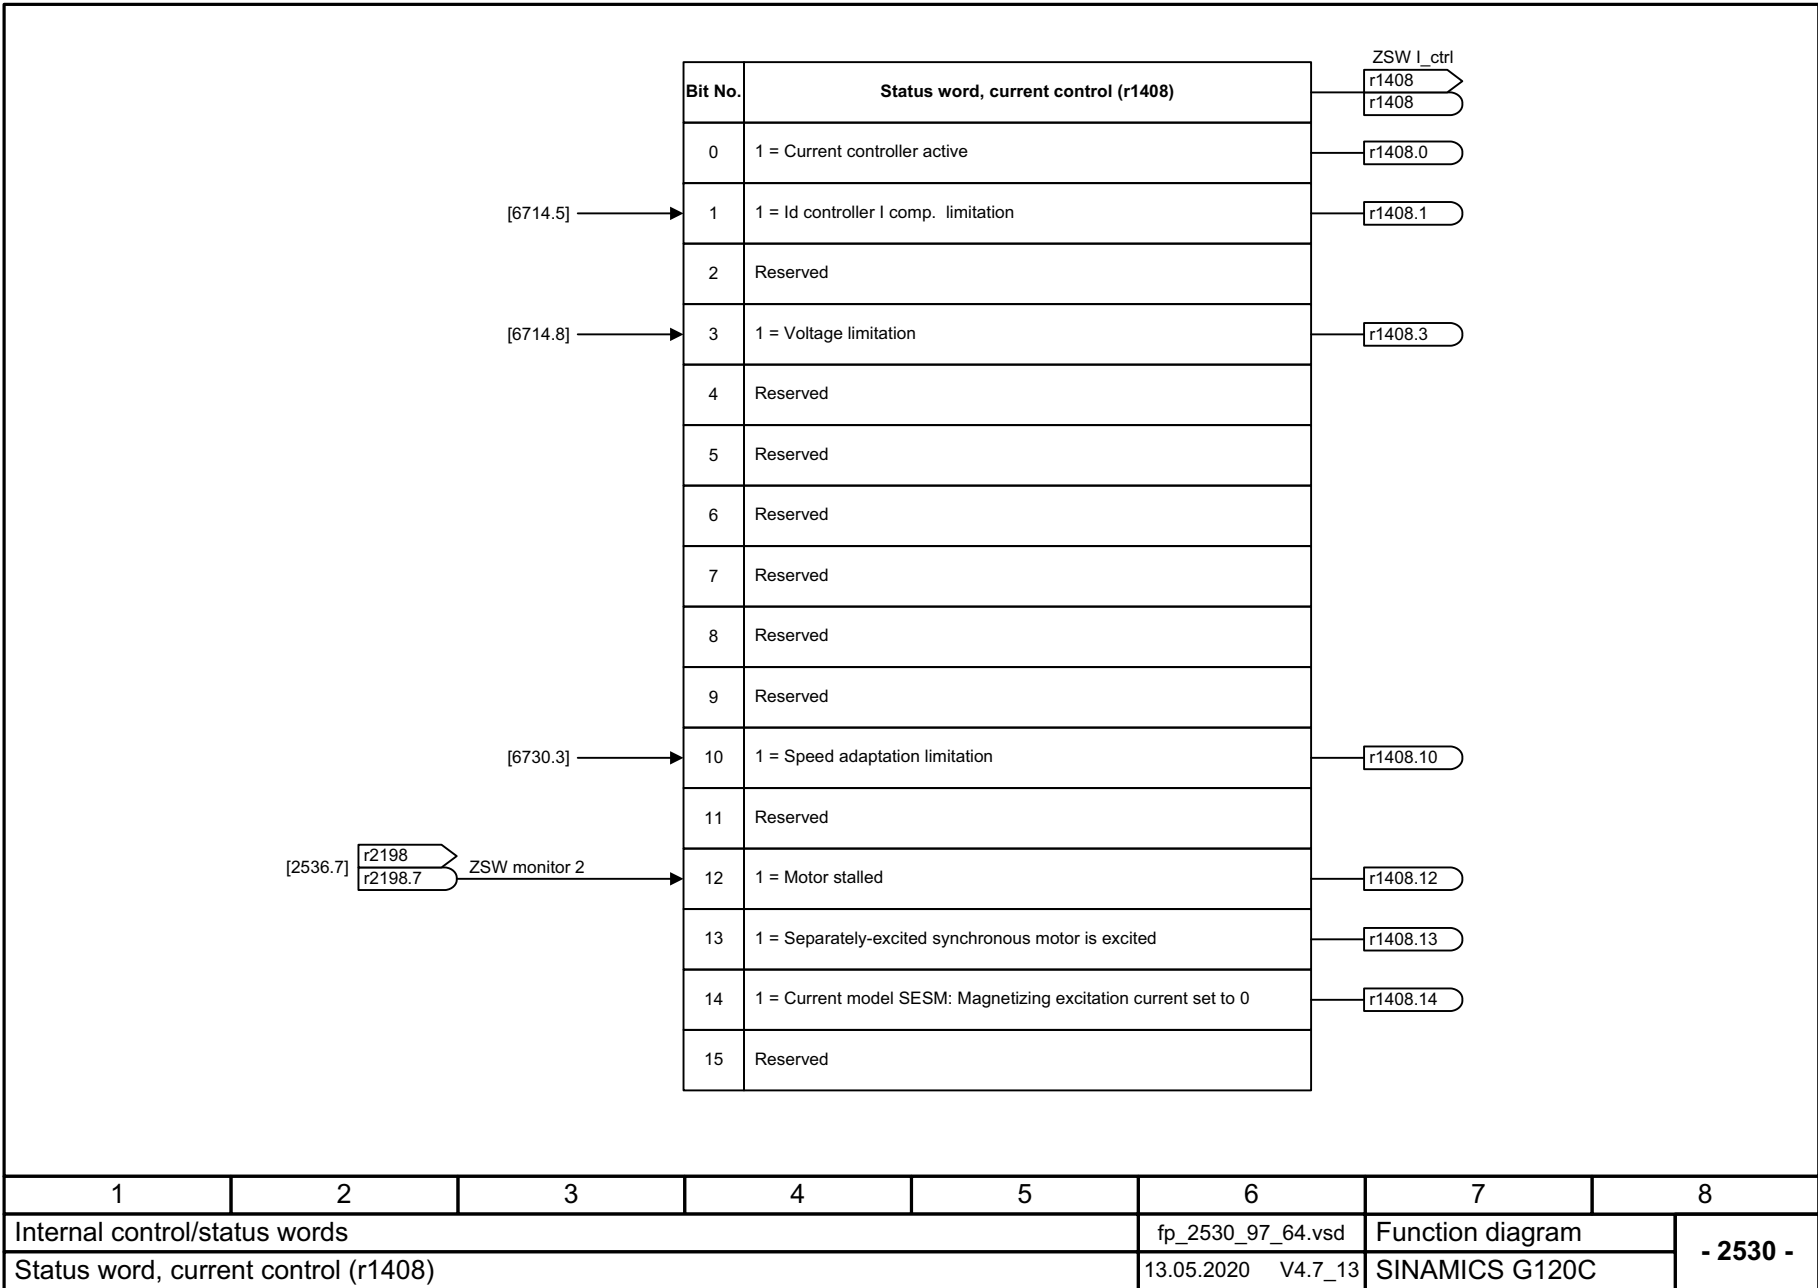 ZSW I_ctrl
Bit No. Status word, current control (r1408) r1408
r1408
0 1 = Current controller active r1408.0
[6714.5] 1 1 = Id controller I comp. limitation r1408.1
2 Reserved
[6714.8] 3 1 = Voltage limitation r1408.3
4 Reserved
5 Reserved
6 Reserved
7 Reserved
8 Reserved
9 Reserved
[6730.3] 10 1 = Speed adaptation limitation r1408.10
11 Reserved
r2198
[2536.7] r2198.7 ZSW monitor 2 12 1 = Motor stalled r1408.12
13 1 = Separately-excited synchronous motor is excited r1408.13
14 1 = Current model SESM: Magnetizing excitation current set to 0 r1408.14
15 Reserved
1 2 3 4 5 6 7 8
Internal control/status words fp_2530_97_64.vsd Function diagram - 2530 -
Status word, current control (r1408) 13.05.2020 V4.7_13 SINAMICS G120C